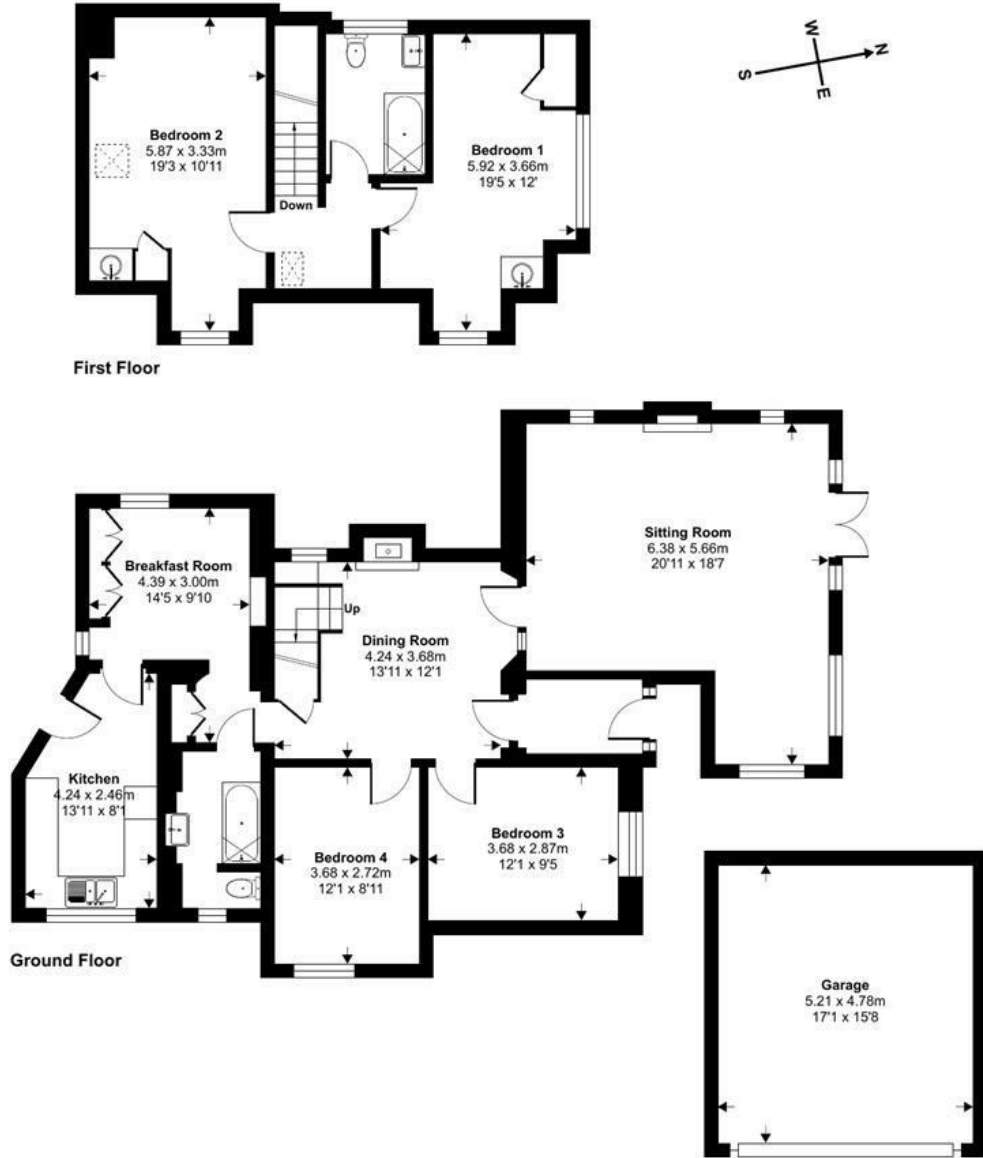 W
N
S
E
Bedroom 2
5.87 x 3.33m
19'3 x 10'11
Bedroom 1
5.92 x 3.66m
19'5 x 12'
Down
First Floor
Sitting Room
6.38 x 5.66m
20'11 x 18'7
Breakfast Room
4.39 x 3.00m
14'5 x 9'10
Up
Dining Room
4.24 x 3.68m
13'11 x 12'1
Kitchen
4.24 x 2.46m
13'11 x 8'1
Bedroom 4
3.68 x 2.72m
12'1 x 8'11
Bedroom 3
3.68 x 2.87m
12'1 x 9'5
Ground Floor
Garage
5.21 x 4.78m
17'1 x 15'8